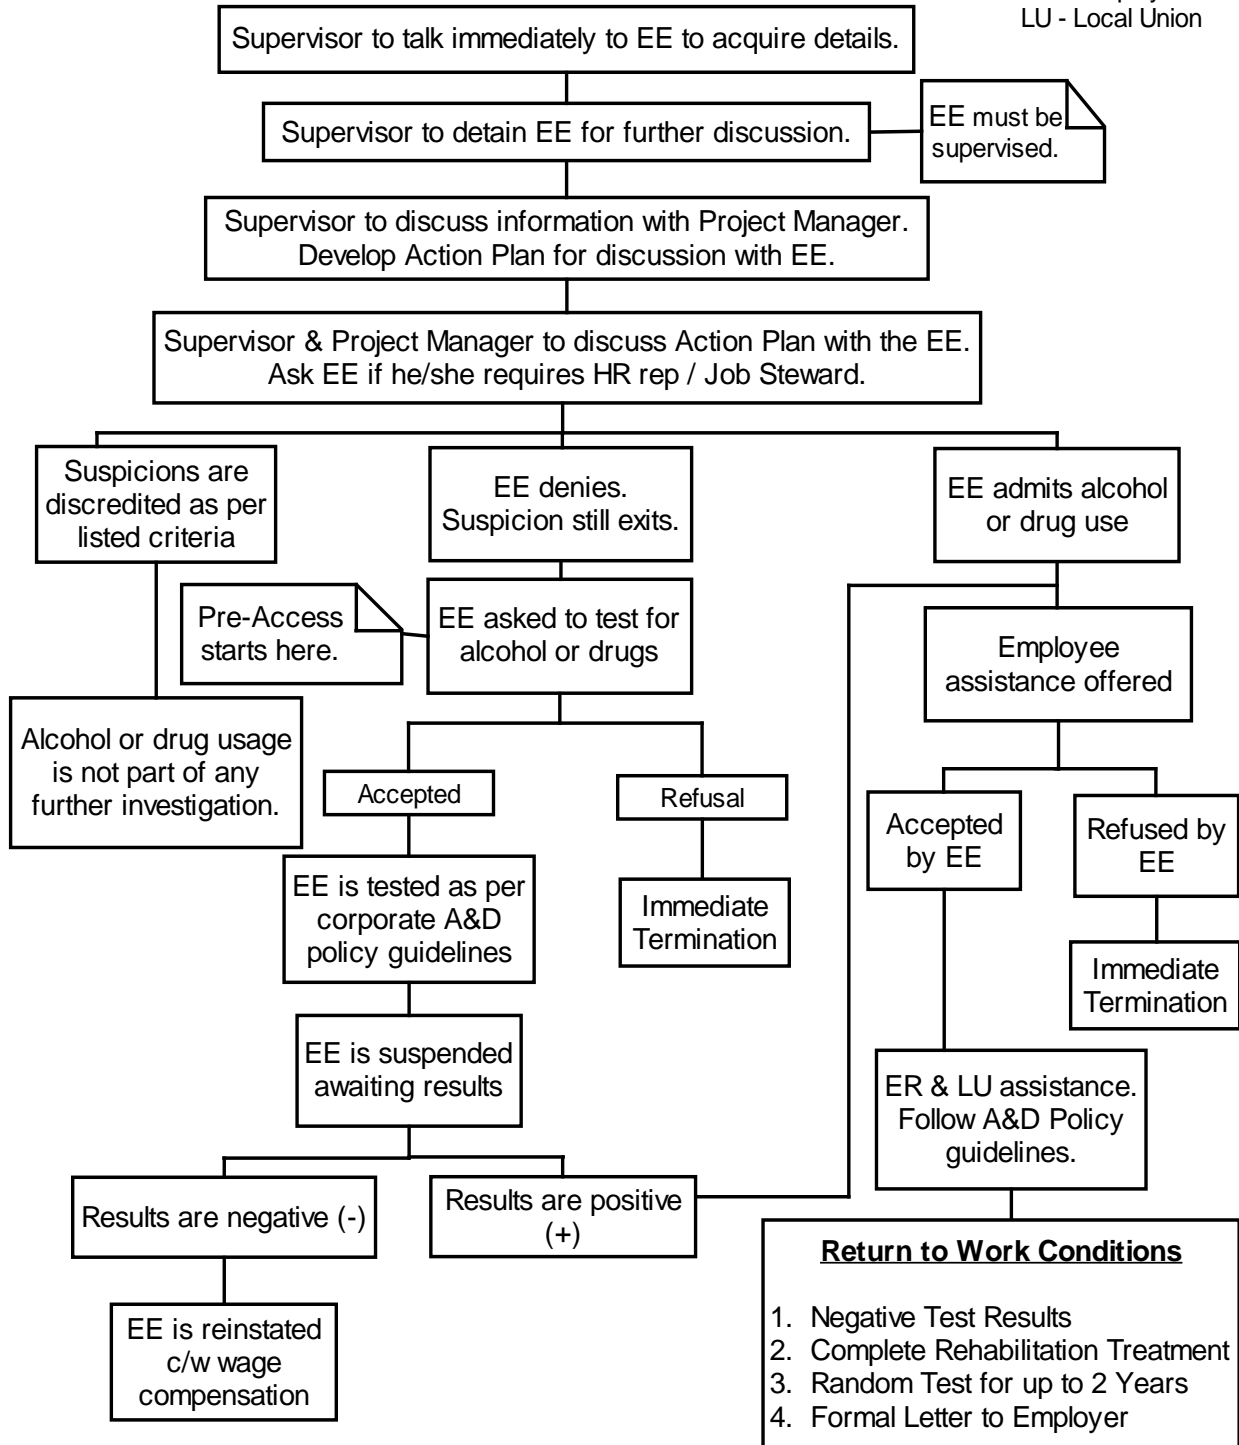 LU - Local Union
Supervisor to talk immediately to EE to acquire details.
Supervisor to detain EE for further discussion.
EE must be
supervised.
Supervisor to discuss information with Project Manager.
Develop Action Plan for discussion with EE.
Supervisor & Project Manager to discuss Action Plan with the EE.
Ask EE if he/she requires HR rep / Job Steward.
Suspicions are
discredited as per
listed criteria
EE denies.
Suspicion still exits.
EE admits alcohol
or drug use
Pre-Access
starts here.
EE asked to test for
alcohol or drugs
Employee
assistance offered
Alcohol or drug usage
is not part of any
further investigation.
Accepted
Refusal
Accepted
by EE
Refused by
EE
EE is tested as per
corporate A&D
policy guidelines
Immediate
Termination
Immediate
Termination
EE is suspended
awaiting results
ER & LU assistance.
Follow A&D Policy
guidelines.
Results are negative (-)
Results are positive
(+)
EE is reinstated
c/w wage
compensation
Return to Work Conditions
1. Negative Test Results
2. Complete Rehabilitation Treatment
3. Random Test for up to 2 Years
4. Formal Letter to Employer